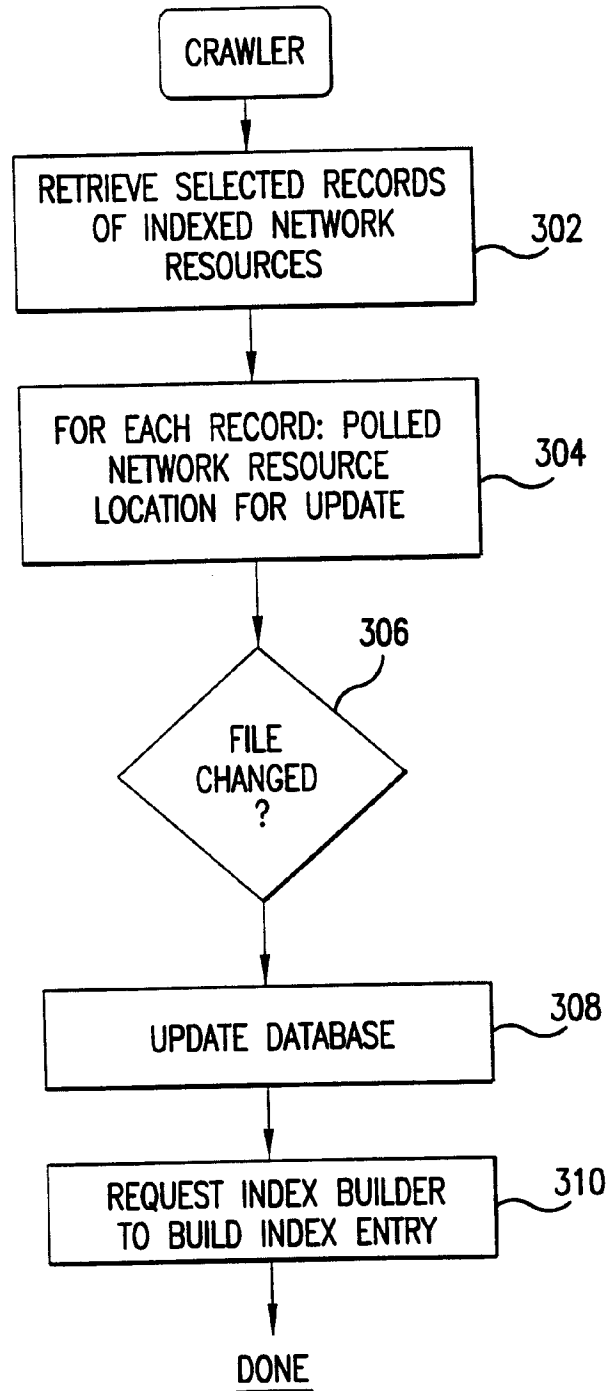 CRAWLER
RETRIEVE SELECTED RECORDS
OF INDEXED NETWORK
RESOURCES
302
FOR EACH RECORD: POLLED
NETWORK RESOURCE
LOCATION FOR UPDATE
304
306
FILE
CHANGED
?
UPDATE DATABASE
308
REQUEST INDEX BUILDER
TO BUILD INDEX ENTRY
310
DONE